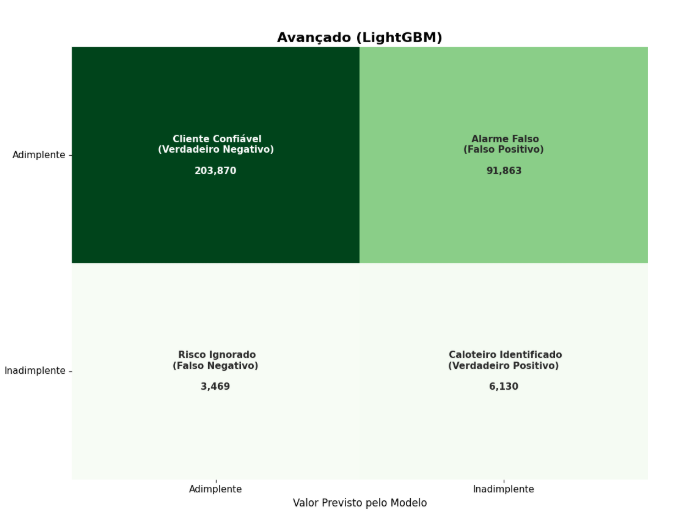 Avançado (LightGBM)
Cliente Confiável
(Verdadeiro Negativo)
203,870
Alarme Falso
(Falso Positivo)
91,863
Adimplente
Risco Ignorado
(Falso Negativo)
3,469
Caloteiro Identificado
(Verdadeiro Positivo)
6,130
Inadimplente
Adimplente
Inadimplente
Valor Previsto pelo Modelo